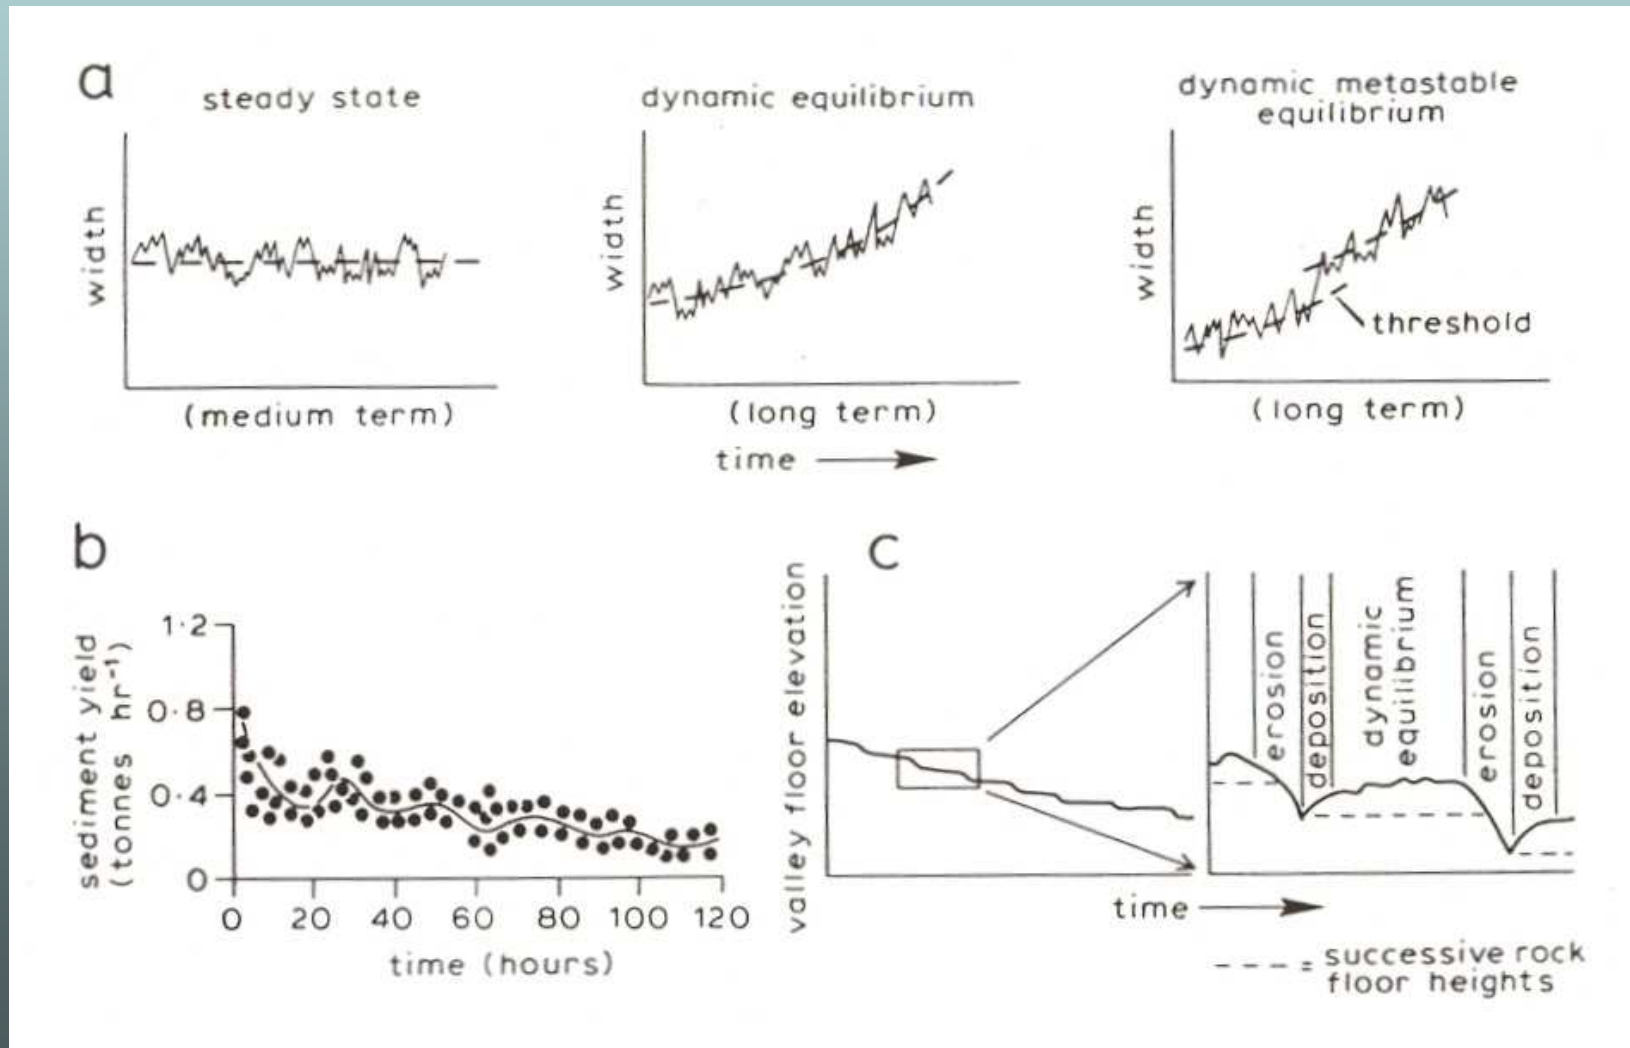 a
steady state
dynamic equilibrium
dynamic metastable
equilibrium
width
width
width
threshold
(medium term)
(long term)
(long term)
time
b
sediment yield
(tonnes hr⁻¹)
1·2
0·8
0·4
0
0 20 40 60 80 100 120
time (hours)
c
valley floor elevation
erosion
deposition
dynamic
equilibrium
erosion
deposition
time
---- = successive rock
floor heights